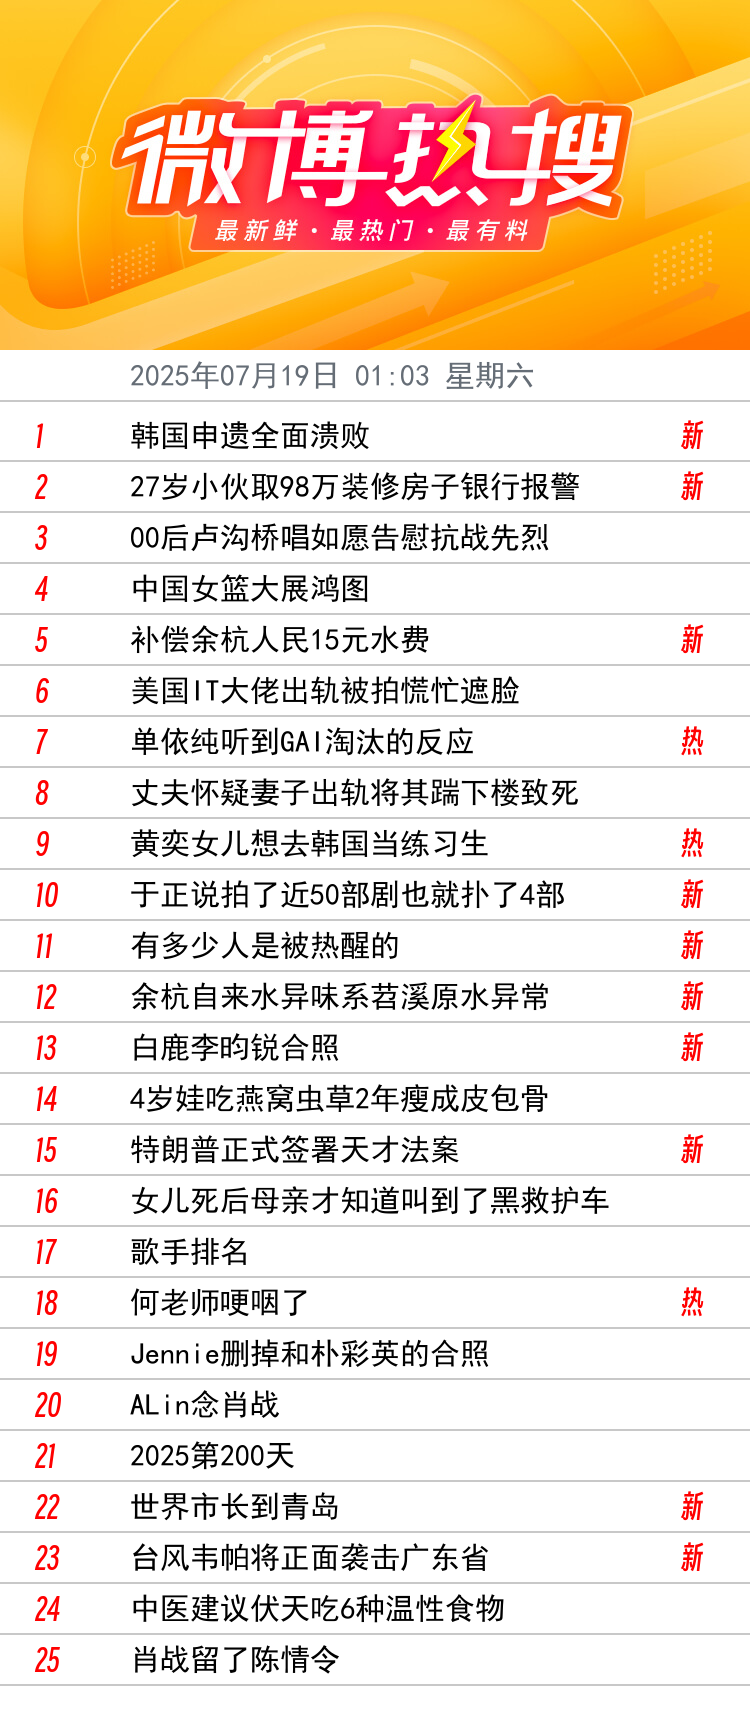 微博热搜
最新鲜·最热门·最有料
2025年07月19日 01:03 星期六
1 韩国申遗全面溃败 新
2 27岁小伙取98万装修房子银行报警 新
3 00后卢沟桥唱如愿告慰抗战先烈
4 中国女篮大展鸿图
5 补偿余杭人民15元水费 新
6 美国IT大佬出轨被拍慌忙遮脸
7 单依纯听到GAI淘汰的反应 热
8 丈夫怀疑妻子出轨将其踹下楼致死
9 黄奕女儿想去韩国当练习生 热
10 于正说拍了近50部剧也就扑了4部 新
11 有多少人是被热醒的 新
12 余杭自来水异味系苕溪原水异常 新
13 白鹿李昀锐合照 新
14 4岁娃吃燕窝虫草2年瘦成皮包骨
15 特朗普正式签署天才法案 新
16 女儿死后母亲才知道叫到了黑救护车
17 歌手排名
18 何老师哽咽了 热
19 Jennie删掉和朴彩英的合照
20 ALin念肖战
21 2025第200天
22 世界市长到青岛 新
23 台风韦帕将正面袭击广东省 新
24 中医建议伏天吃6种温性食物
25 肖战留了陈情令